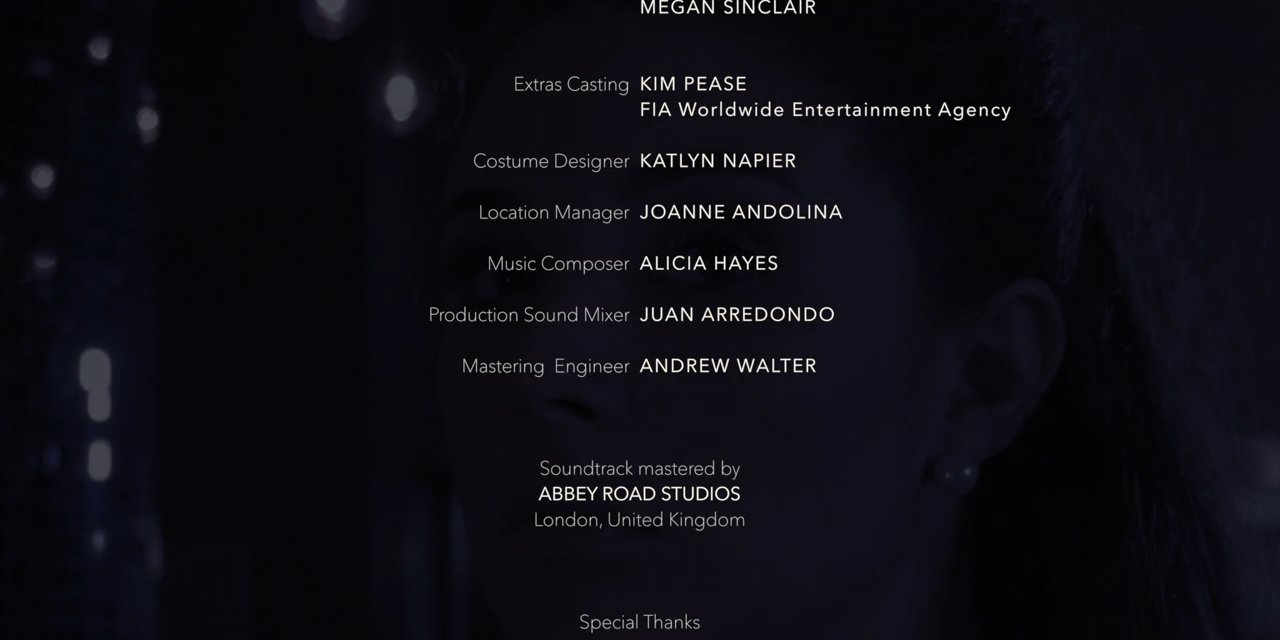 MEGAN SINCLAIR
Extras Casting KIM PEASE
FIA Worldwide Entertainment Agency
Costume Designer KATLYN NAPIER
Location Manager JOANNE ANDOLINA
Music Composer ALICIA HAYES
Production Sound Mixer JUAN ARREDONDO
Mastering Engineer ANDREW WALTER
Soundtrack mastered by
ABBEY ROAD STUDIOS
London, United Kingdom
Special Thanks